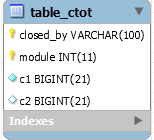 table_ctot
closed_by VARCHAR(100)
module INT(11)
c1 BIGINT(21)
c2 BIGINT(21)
Indexes